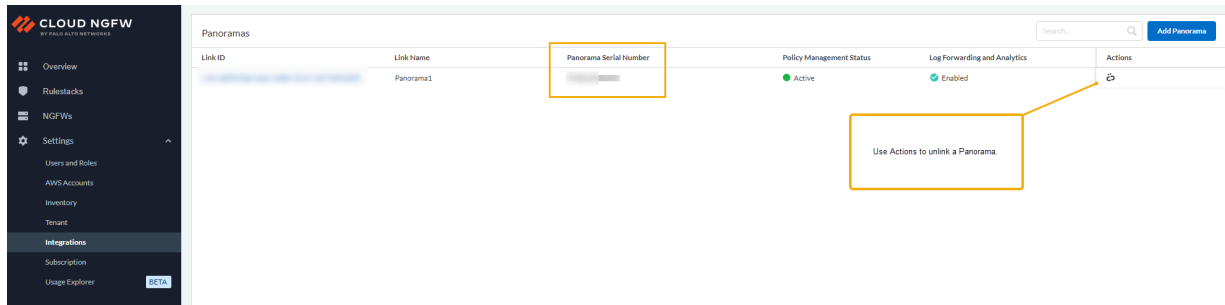 CLOUD NGFW
BY PALO ALTO NETWORKS
Overview
Rulestacks
NGFWs
Settings
Users and Roles
AWS Accounts
Inventory
Tenant
Integrations
Subscription
Usage Explorer BETA
Panoramas
Search...
Add Panorama
Link ID Link Name Panorama Serial Number Policy Management Status Log Forwarding and Analytics Actions
Panorama1 Active Enabled
Use Actions to unlink a Panorama.